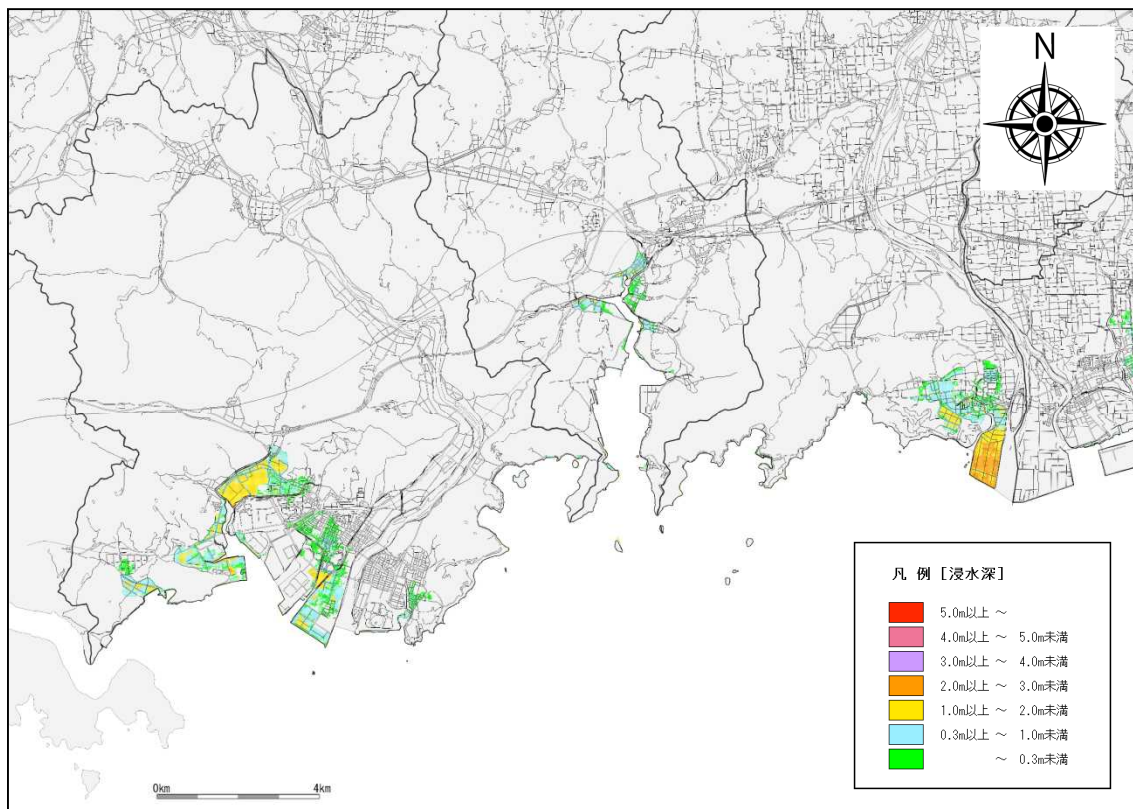 N
凡 例 [浸水深]
5.0m以上 ～
4.0m以上 ～ 5.0m未満
3.0m以上 ～ 4.0m未満
2.0m以上 ～ 3.0m未満
1.0m以上 ～ 2.0m未満
0.3m以上 ～ 1.0m未満
～ 0.3m未満
0km 4km